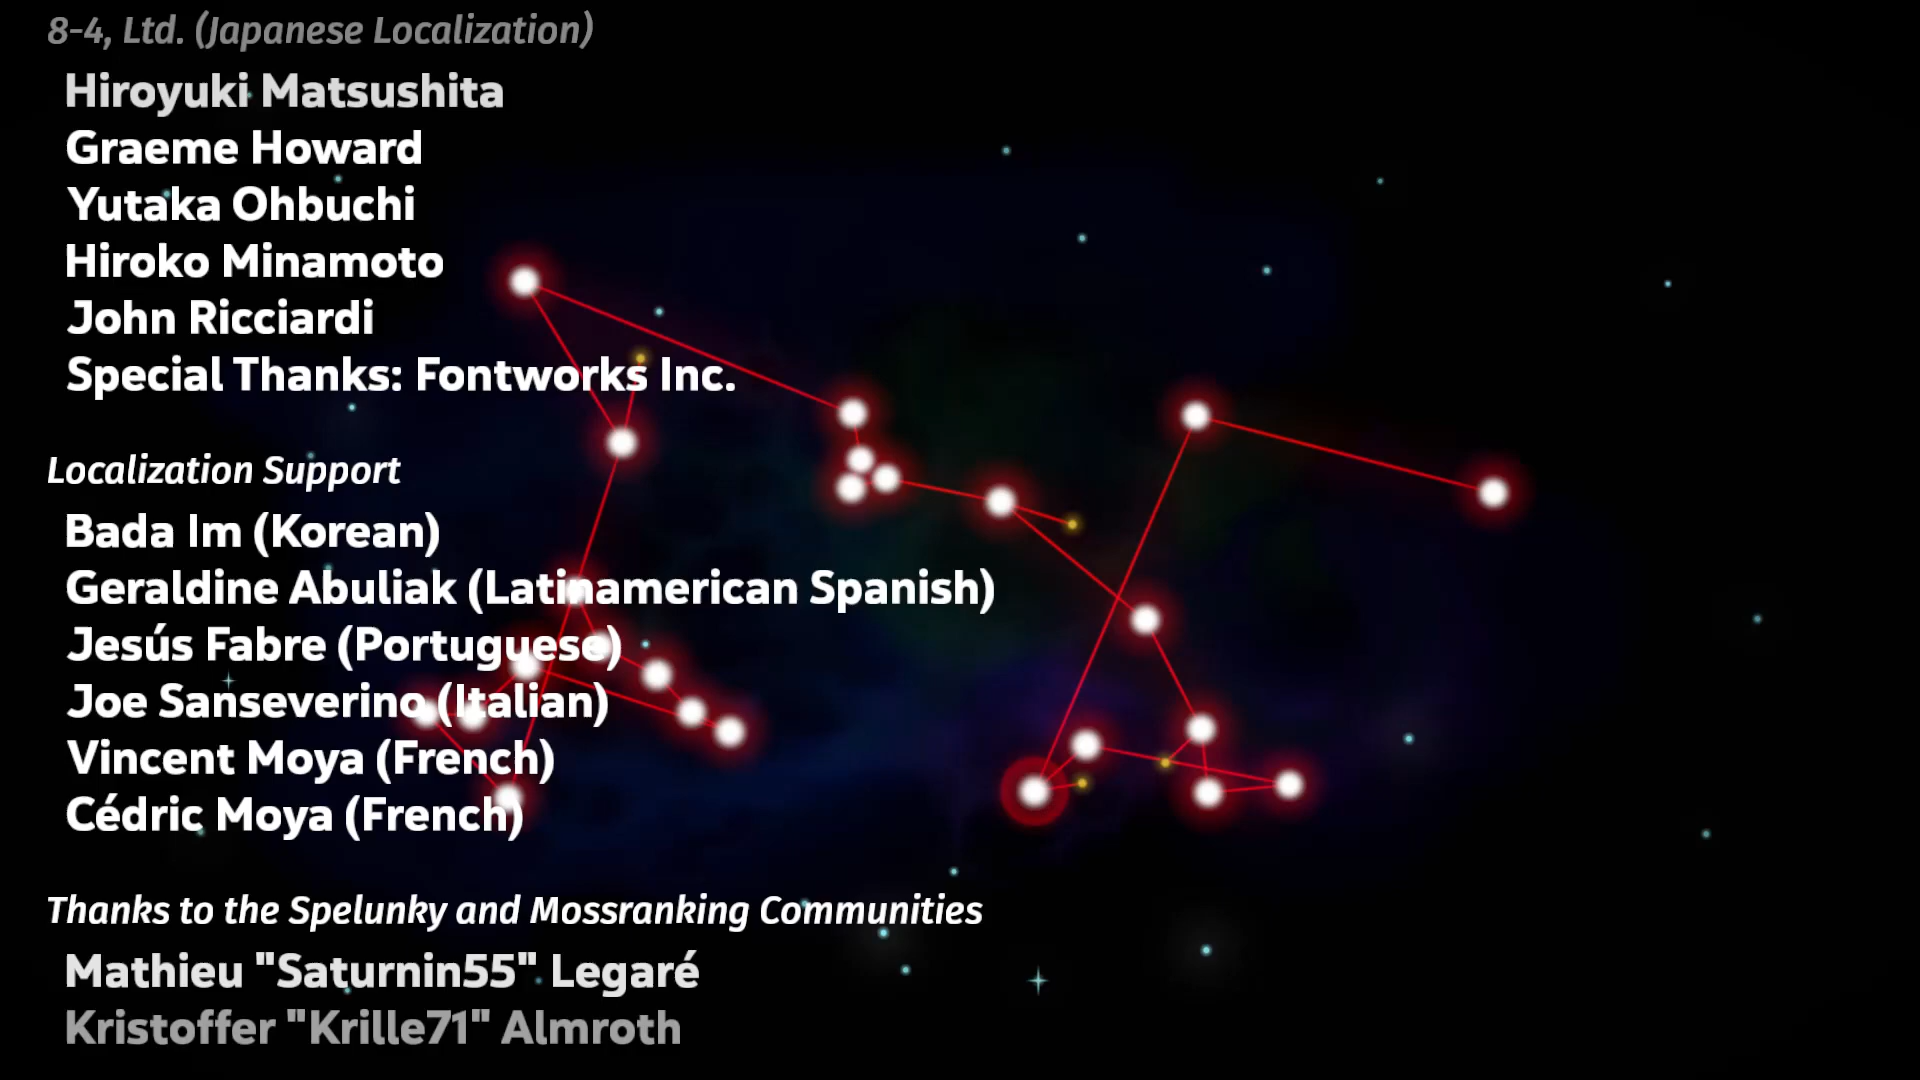 8-4, Ltd. (Japanese Localization)
Hiroyuki Matsushita
Graeme Howard
Yutaka Ohbuchi
Hiroko Minamoto
John Ricciardi
Special Thanks: Fontworks Inc.
Localization Support
Bada Im (Korean)
Geraldine Abuliak (Latinamerican Spanish)
Jesús Fabre (Portuguese)
Joe Sanseverino (Italian)
Vincent Moya (French)
Cédric Moya (French)
Thanks to the Spelunky and Mossranking Communities
Mathieu "Saturnin55" Legaré
Kristoffer "Krille71" Almroth